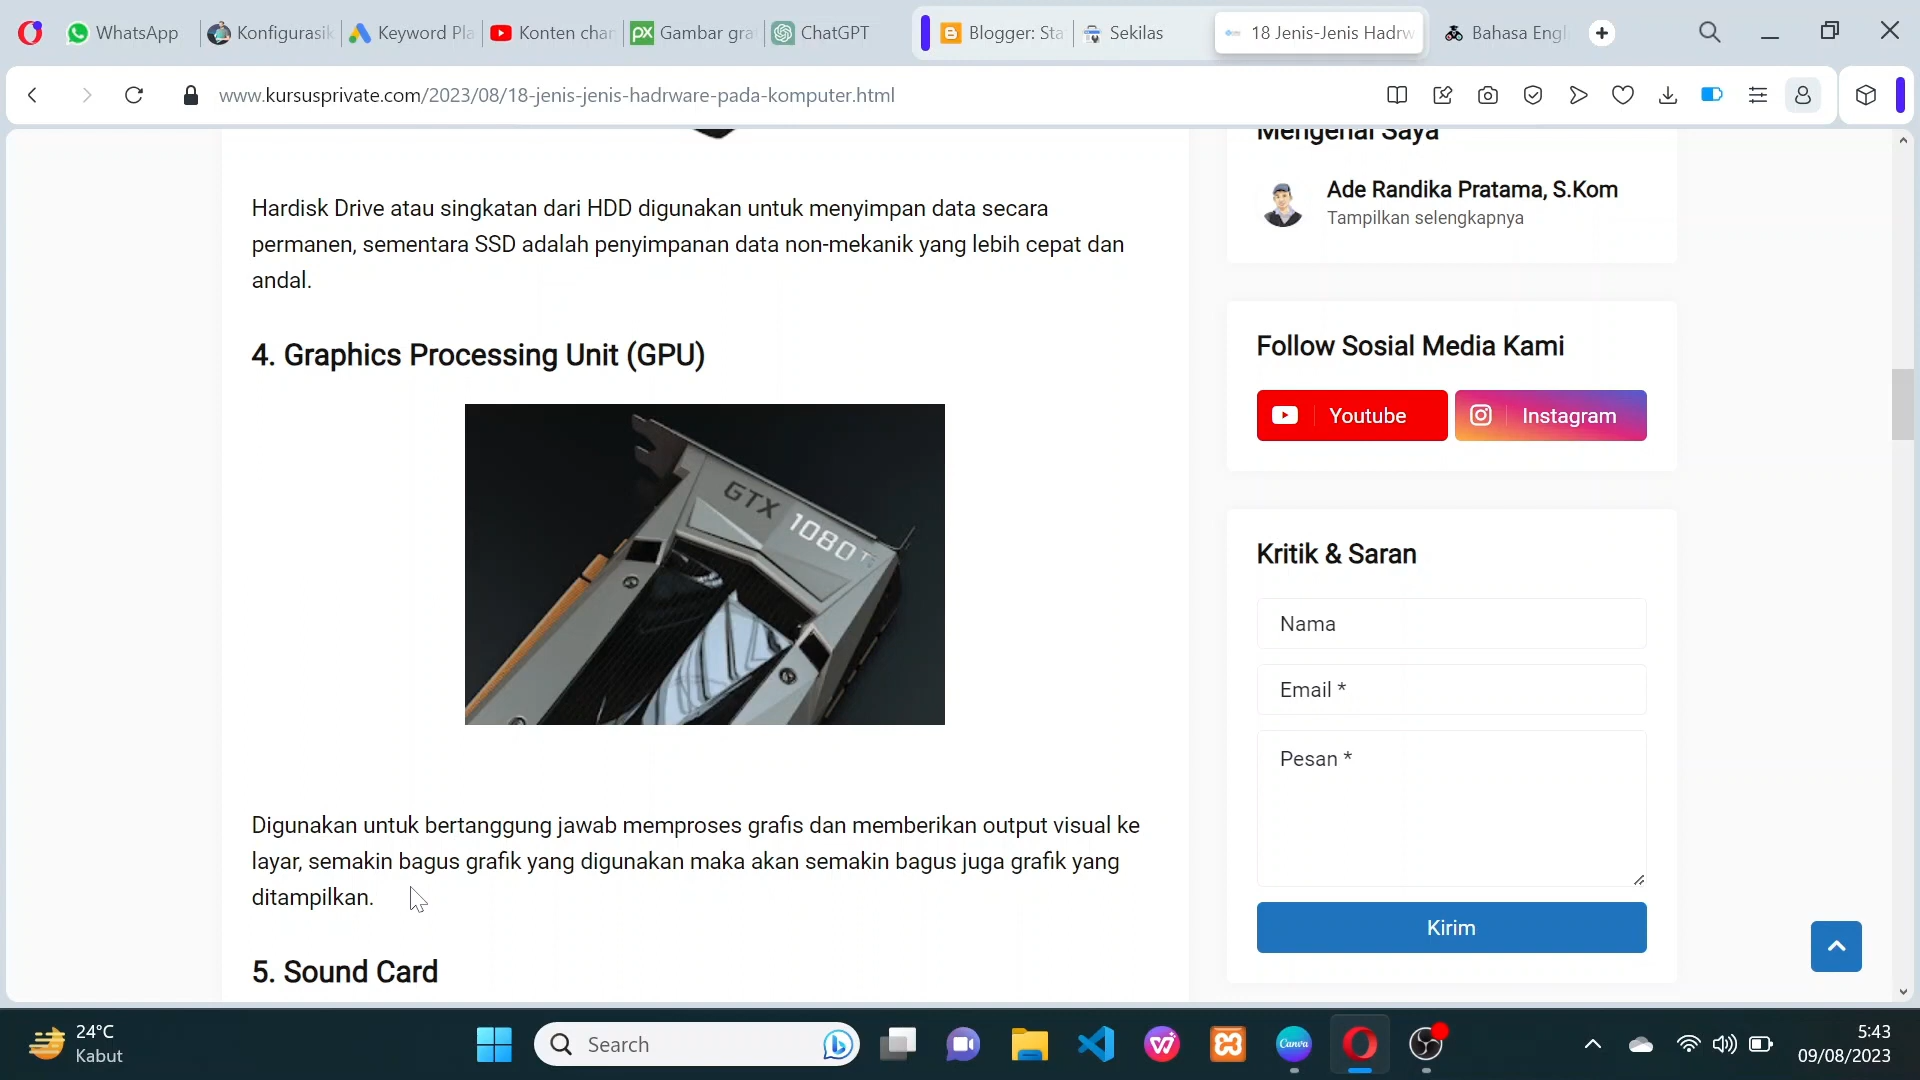 WhatsApp
Konfigurasik
Keyword Pla
Konten chan
Gambar gra
ChatGPT
Blogger: Sta
Sekilas
18 Jenis-Jenis Hadrw
Bahasa Engl
www.kursusprivate.com/2023/08/18-jenis-jenis-hadrware-pada-komputer.html
Hardisk Drive atau singkatan dari HDD digunakan untuk menyimpan data secara
permanen, sementara SSD adalah penyimpanan data non-mekanik yang lebih cepat dan
andal.
4. Graphics Processing Unit (GPU)
GTX 1080 Ti
Digunakan untuk bertanggung jawab memproses grafis dan memberikan output visual ke
layar, semakin bagus grafik yang digunakan maka akan semakin bagus juga grafik yang
ditampilkan.
5. Sound Card
Mengenal Saya
Ade Randika Pratama, S.Kom
Tampilkan selengkapnya
Follow Sosial Media Kami
Youtube
Instagram
Kritik & Saran
Nama
Email *
Pesan *
Kirim
24°C
Kabut
Search
Canva
5:43
09/08/2023